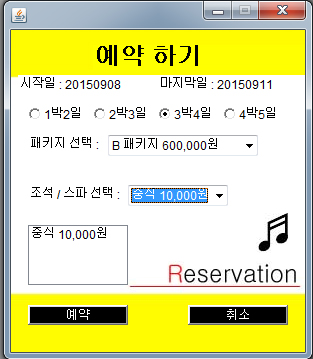 예약 하기
시작일 : 20150908 마지막일 : 20150911
1박2일 2박3일 3박4일 4박5일
패키지 선택 : B 패키지 600,000원
조석 / 스파 선택 : 중식 10,000원
중식 10,000원
Reservation
예약 취소